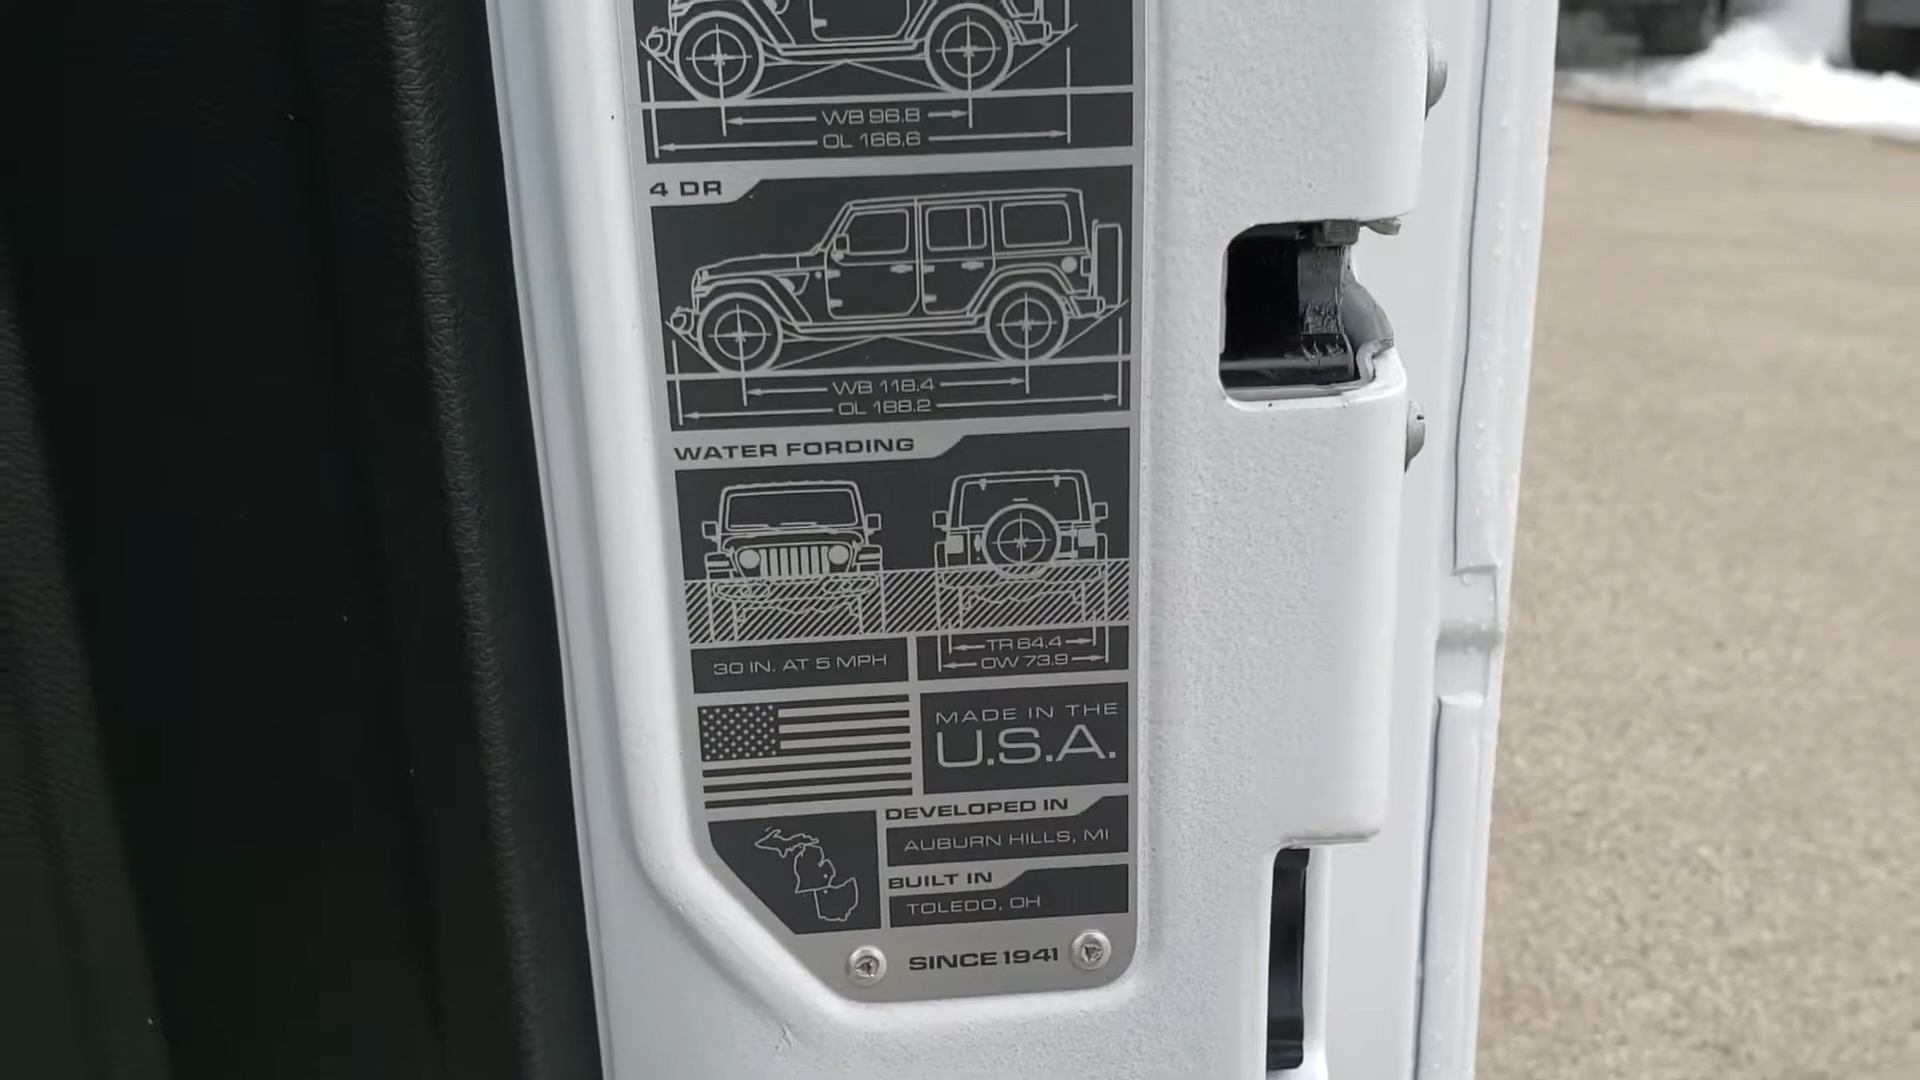 WB 96.8
OL 166.6
4 DR
WB 118.4
OL 188.2
WATER FORDING
30 IN. AT 5 MPH
TR 64.4
OW 73.9
MADE IN THE
U.S.A.
DEVELOPED IN
AUBURN HILLS, MI
BUILT IN
TOLEDO, OH
SINCE 1941